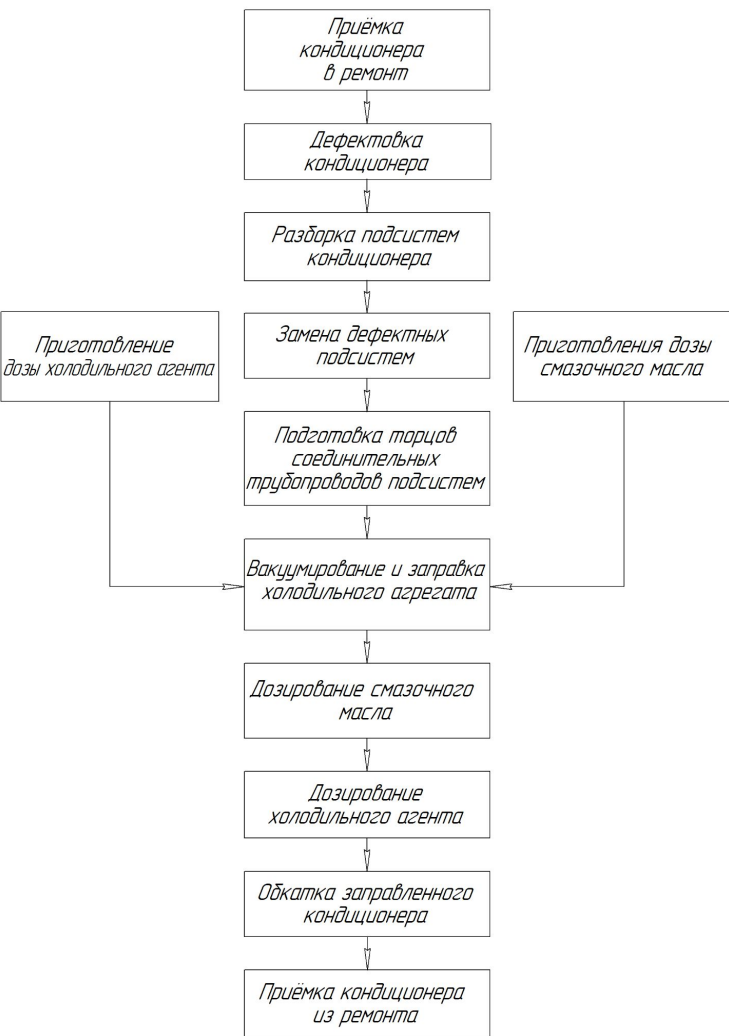 Приёмка
кондиционера
в ремонт
Дефектовка
кондиционера
Разборка подсистем
кондиционера
Приготовление
дозы холодильного агента
Замена дефектных
подсистем
Приготовления дозы
смазочного масла
Подготовка торцов
соединительных
трубопроводов подсистем
Вакуумирование и заправка
холодильного агрегата
Дозирование смазочного
масла
Дозирование
холодильного агента
Обкатка заправленного
кондиционера
Приёмка кондиционера
из ремонта